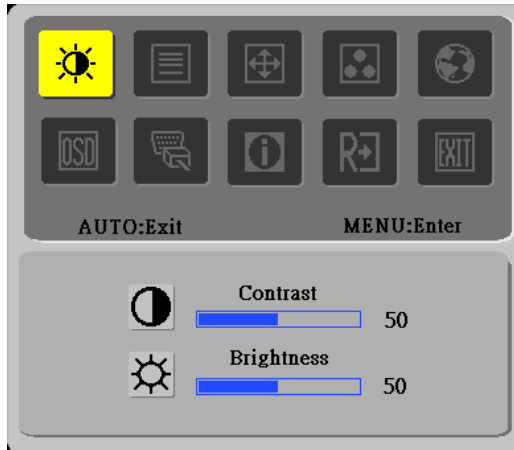 OSD
i
R
EXIT
AUTO:Exit MENU:Enter
Contrast
50
Brightness
50